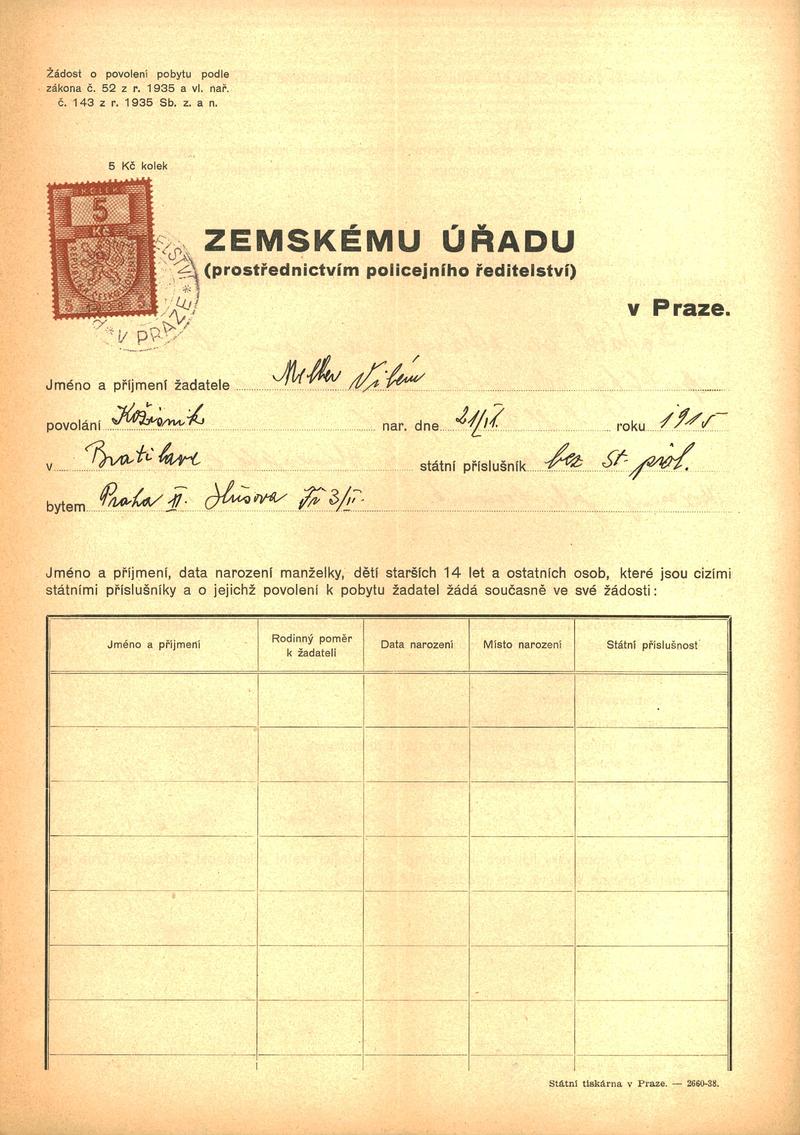 Žádost o povolení pobytu podle
zákona č. 52 z r. 1935 a vl. nař.
č. 143 z r. 1935 Sb. z. a n.
5 Kč kolek
KOLEK
5
Kč
5 5
V PRAZE
ZEMSKÉMU ÚŘADU
(prostřednictvím policejního ředitelství)
v Praze.
Jméno a příjmení žadatele Vilém
povolání Kožišník nar. dne 21/ roku 1915
v Bratilave státní příslušník bez st. přísl.
bytem Praha II. Husova Tř 3/II.
Jméno a příjmení, data narození manželky, dětí starších 14 let a ostatních osob, které jsou cizími
státními příslušníky a o jejichž povolení k pobytu žadatel žádá současně ve své žádosti:
Jméno a příjmení Rodinný poměr k žadateli Data narození Místo narození Státní příslušnost
Státní tiskárna v Praze. — 2660-38.